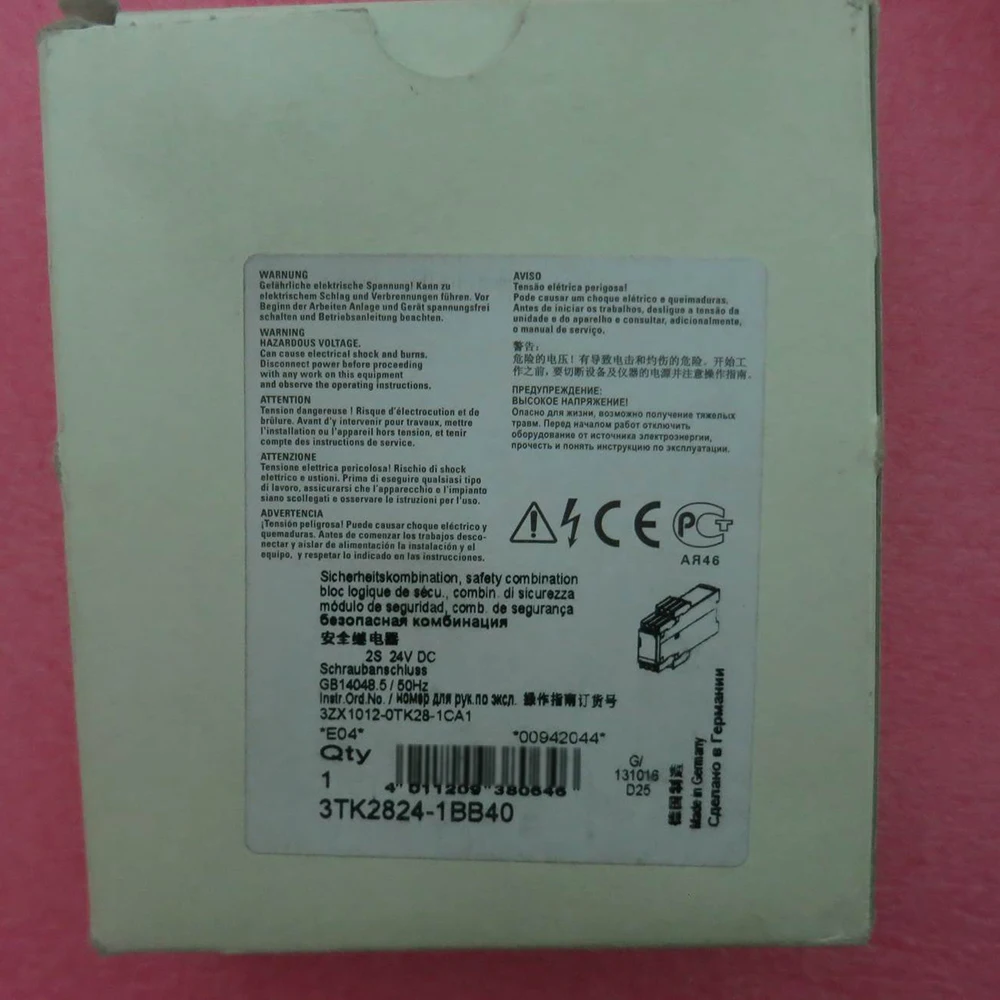 WARNUNG
Gefährliche elektrische Spannung! Kann zu
elektrischem Schlag und Verbrennungen führen. Vor
Beginn der Arbeiten Anlage und Gerät spannungsfrei
schalten und Betriebsanleitung beachten.
WARNING
HAZARDOUS VOLTAGE.
Can cause electrical shock and burns.
Disconnect power before proceeding
with any work on this equipment
and observe the operating instructions.
ATTENTION
Tension dangereuse ! Risque d'électrocution et de
brûlure. Avant d'y intervenir pour travaux, mettre
l'installation ou l'appareil hors tension, et tenir
compte des instructions de service.
ATTENZIONE
Tensione elettrica pericolosa! Rischio di shock
elettrico e ustioni. Prima di eseguire qualsiasi tipo
di lavoro, assicurarsi che l'apparecchio e l'impianto
siano scollegati e osservare le istruzioni per l'uso.
ADVERTENCIA
¡Tensión peligrosa! Puede causar choque eléctrico y
quemaduras. Antes de comenzar los trabajos desco-
nectar y aislar de alimentación la instalación y el
equipo, y respetar lo indicado en las instrucciones.
AVISO
Tensão elétrica perigosa!
Pode causar um choque elétrico e queimaduras.
Antes de iniciar os trabalhos, desligue a tensão da
unidade e do aparelho e consultar, adicionalmente,
o manual de serviço.
警告:
危险的电压!有导致电击和灼伤的危险。开始工
作之前,要切断设备及仪器的电源并注意操作指南。
ПРЕДУПРЕЖДЕНИЕ:
ВЫСОКОЕ НАПРЯЖЕНИЕ!
Опасно для жизни, возможно получение тяжелых
травм. Перед началом работ отключить
оборудование от источника электроэнергии,
прочесть и понять инструкцию по эксплуатации.
CE
АЯ46
Sicherheitskombination, safety combination
bloc logique de sécu., combin. di sicurezza
módulo de seguridad, comb. de segurança
безопасная комбинация
安全继电器
2S 24V DC
Schraubanschluss
GB14048.5 / 50Hz
Instr.Ord.No. / номер для рук.по эксл. 操作指南订货号
3ZX1012-0TK28-1CA1
*E04* *00942044*
Qty
1
4 011209 380646
3TK2824-1BB40
G/
131016
D25
德国制造
Made in Germany
Сделано в Германии